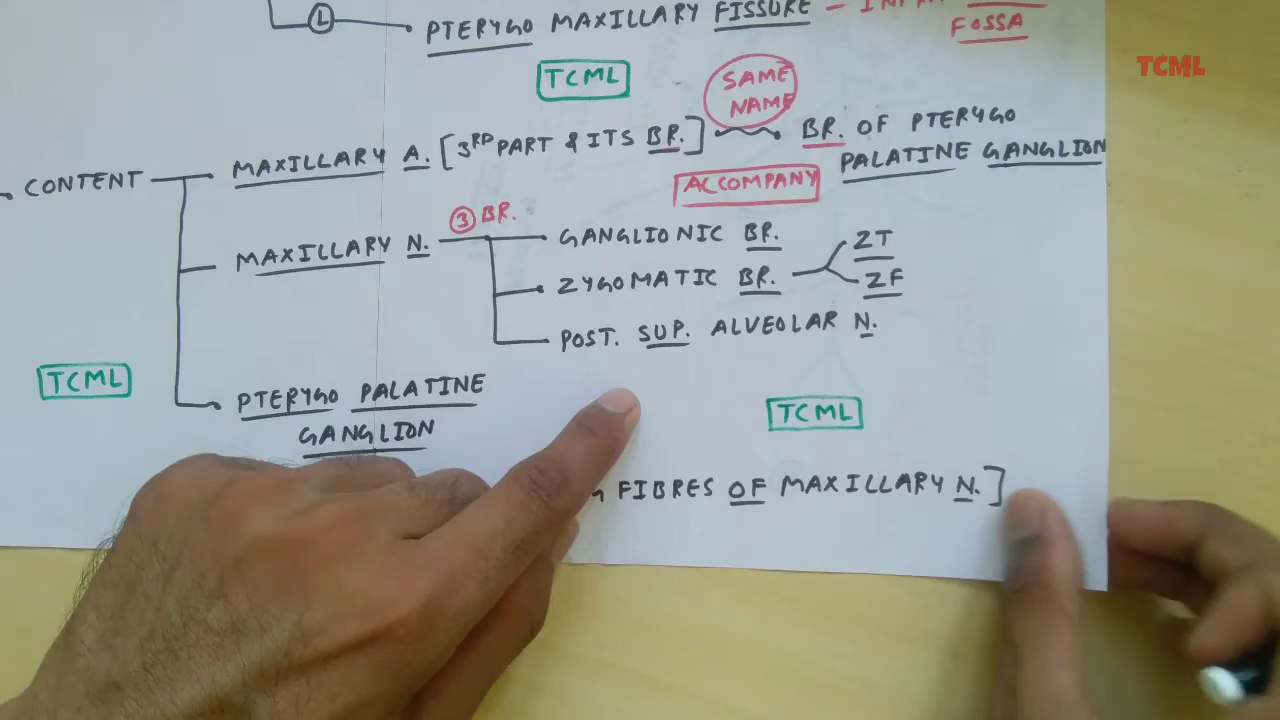 L
PTERYGO MAXILLARY FISSURE -
FOSSA
TCML
TCML
SAME
NAME
CONTENT
MAXILLARY A. [3RD PART & ITS BR.]
BR. OF PTERYGO
PALATINE GANGLION
ACCOMPANY
MAXILLARY N.
3 BR.
GANGLIONIC BR.
ZYGOMATIC BR.
ZT
ZF
POST. SUP. ALVEOLAR N.
TCML
PTERYGO PALATINE
GANGLION
TCML
FIBRES OF MAXILLARY N.]